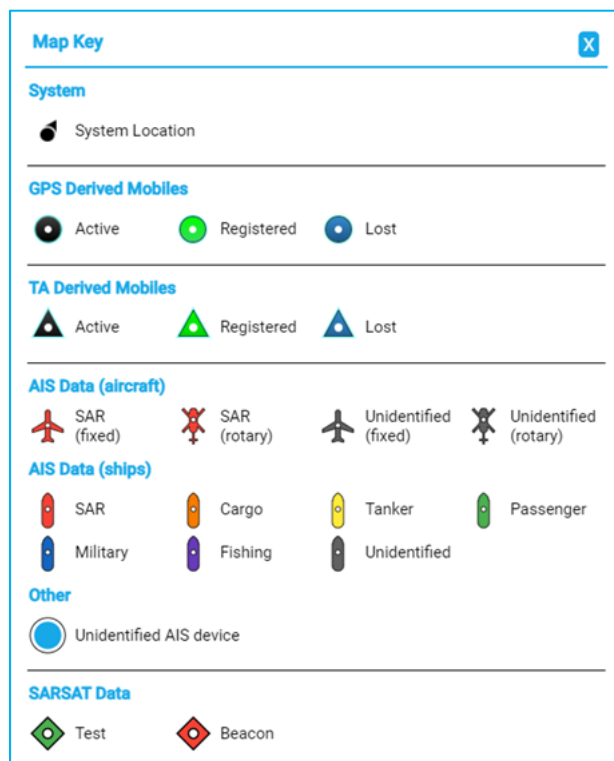 Map Key X
System
System Location
GPS Derived Mobiles
Active Registered Lost
TA Derived Mobiles
Active Registered Lost
AIS Data (aircraft)
SAR SAR Unidentified Unidentified
(fixed) (rotary) (fixed) (rotary)
AIS Data (ships)
SAR Cargo Tanker Passenger
Military Fishing Unidentified
Other
Unidentified AIS device
SARSAT Data
Test Beacon